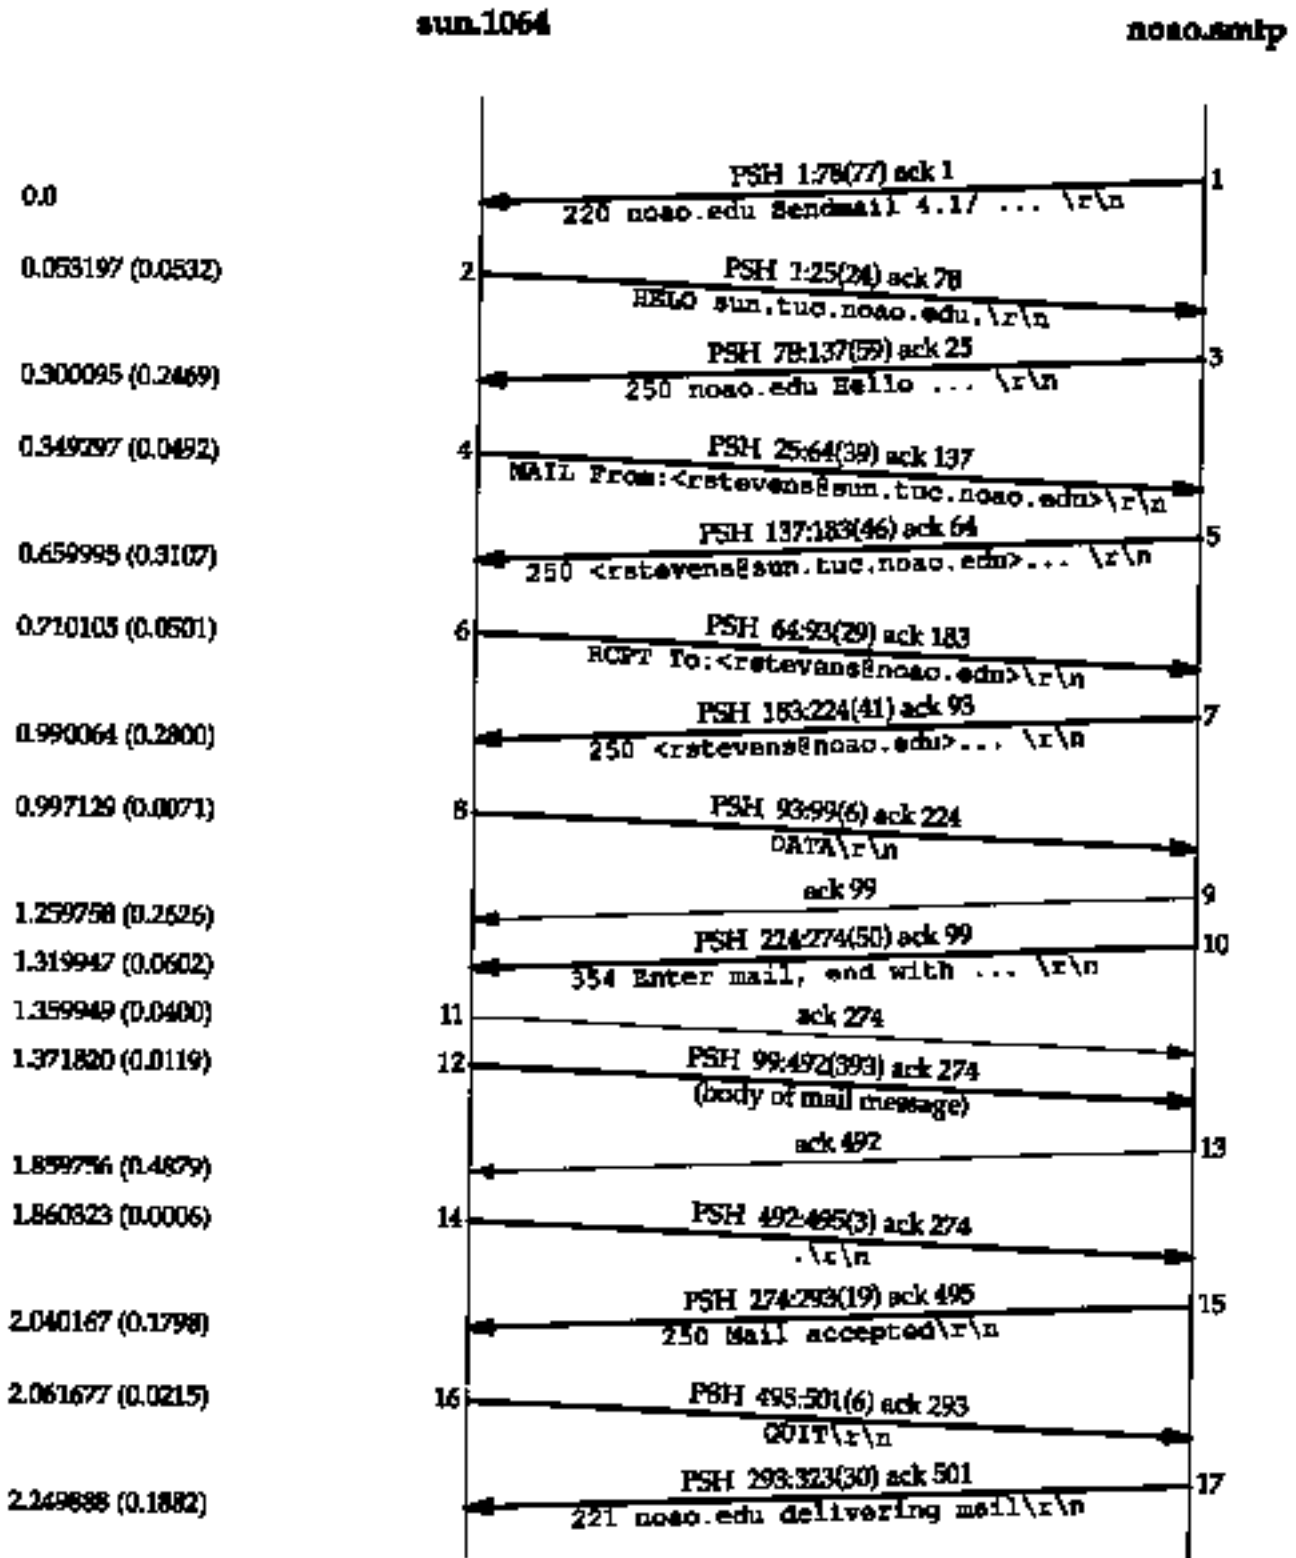 sun.1064 noao.smtp
PSH 1:78(77) ack 1 1
0.0
220 noao.edu Sendmail 4.1/ ... \r\n
0.053197 (0.0532) 2 PSH 1:25(24) ack 78
HELO sun.tuc.noao.edu.\r\n
PSH 78:137(59) ack 25 3
0.300095 (0.2469)
250 noao.edu Hello ... \r\n
0.349297 (0.0492) 4 PSH 25:64(39) ack 137
MAIL From:<rstevens@sun.tuc.noao.edu>\r\n
PSH 137:183(46) ack 64 5
0.659995 (0.3107)
250 <rstevens@sun.tuc.noao.edu>... \r\n
0.710105 (0.0501) 6 PSH 64:93(29) ack 183
RCPT To:<rstevens@noao.edu>\r\n
PSH 183:224(41) ack 93 7
0.990064 (0.2800)
250 <rstevens@noao.edu>... \r\n
0.997129 (0.0071) 8 PSH 93:99(6) ack 224
DATA\r\n
ack 99 9
1.259758 (0.2626)
PSH 224:274(50) ack 99 10
1.319947 (0.0602)
354 Enter mail, end with ... \r\n
1.359949 (0.0400) 11 ack 274
1.371820 (0.0119) 12 PSH 99:492(393) ack 274
(body of mail message)
ack 492 13
1.859756 (0.4879)
1.860323 (0.0006) 14 PSH 492:495(3) ack 274
.\r\n
PSH 274:293(19) ack 495 15
2.040167 (0.1798)
250 Mail accepted\r\n
2.061677 (0.0215) 16 PSH 495:501(6) ack 293
QUIT\r\n
PSH 293:323(30) ack 501 17
2.249888 (0.1882)
221 noao.edu delivering mail\r\n